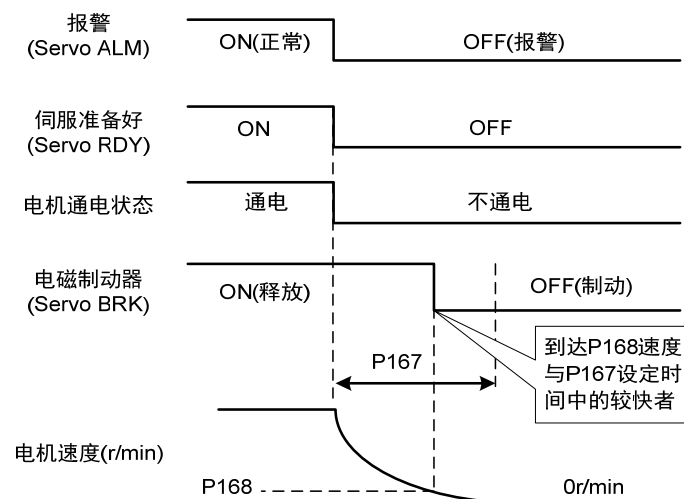 报警
(Servo ALM)
ON(正常)
OFF(报警)
伺服准备好
(Servo RDY)
ON
OFF
电机通电状态
通电
不通电
电磁制动器
(Servo BRK)
ON(释放)
OFF(制动)
到达P168速度
与P167设定时
间中的较快者
P167
电机速度(r/min)
P168
0r/min